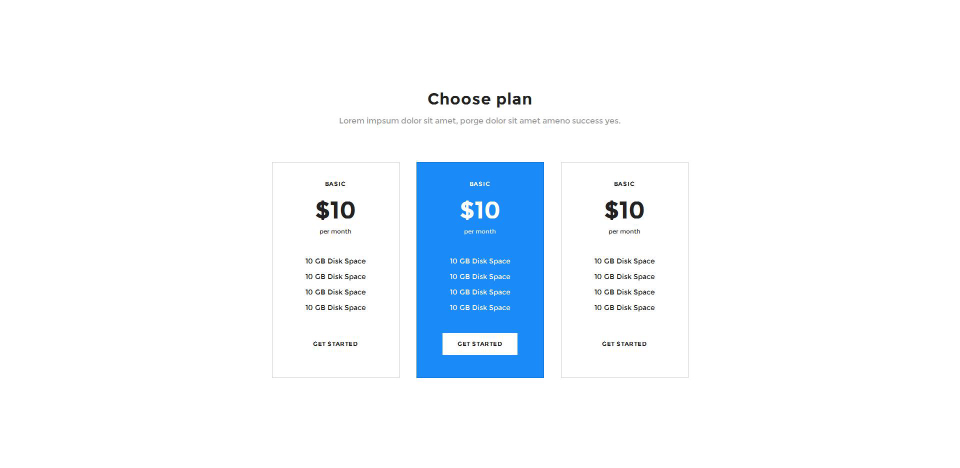 Choose plan
Lorem impsum dolor sit amet, porge dolor sit amet ameno success yes.
BASIC
$10
per month
10 GB Disk Space
10 GB Disk Space
10 GB Disk Space
10 GB Disk Space
GET STARTED
BASIC
$10
per month
10 GB Disk Space
10 GB Disk Space
10 GB Disk Space
10 GB Disk Space
GET STARTED
BASIC
$10
per month
10 GB Disk Space
10 GB Disk Space
10 GB Disk Space
10 GB Disk Space
GET STARTED